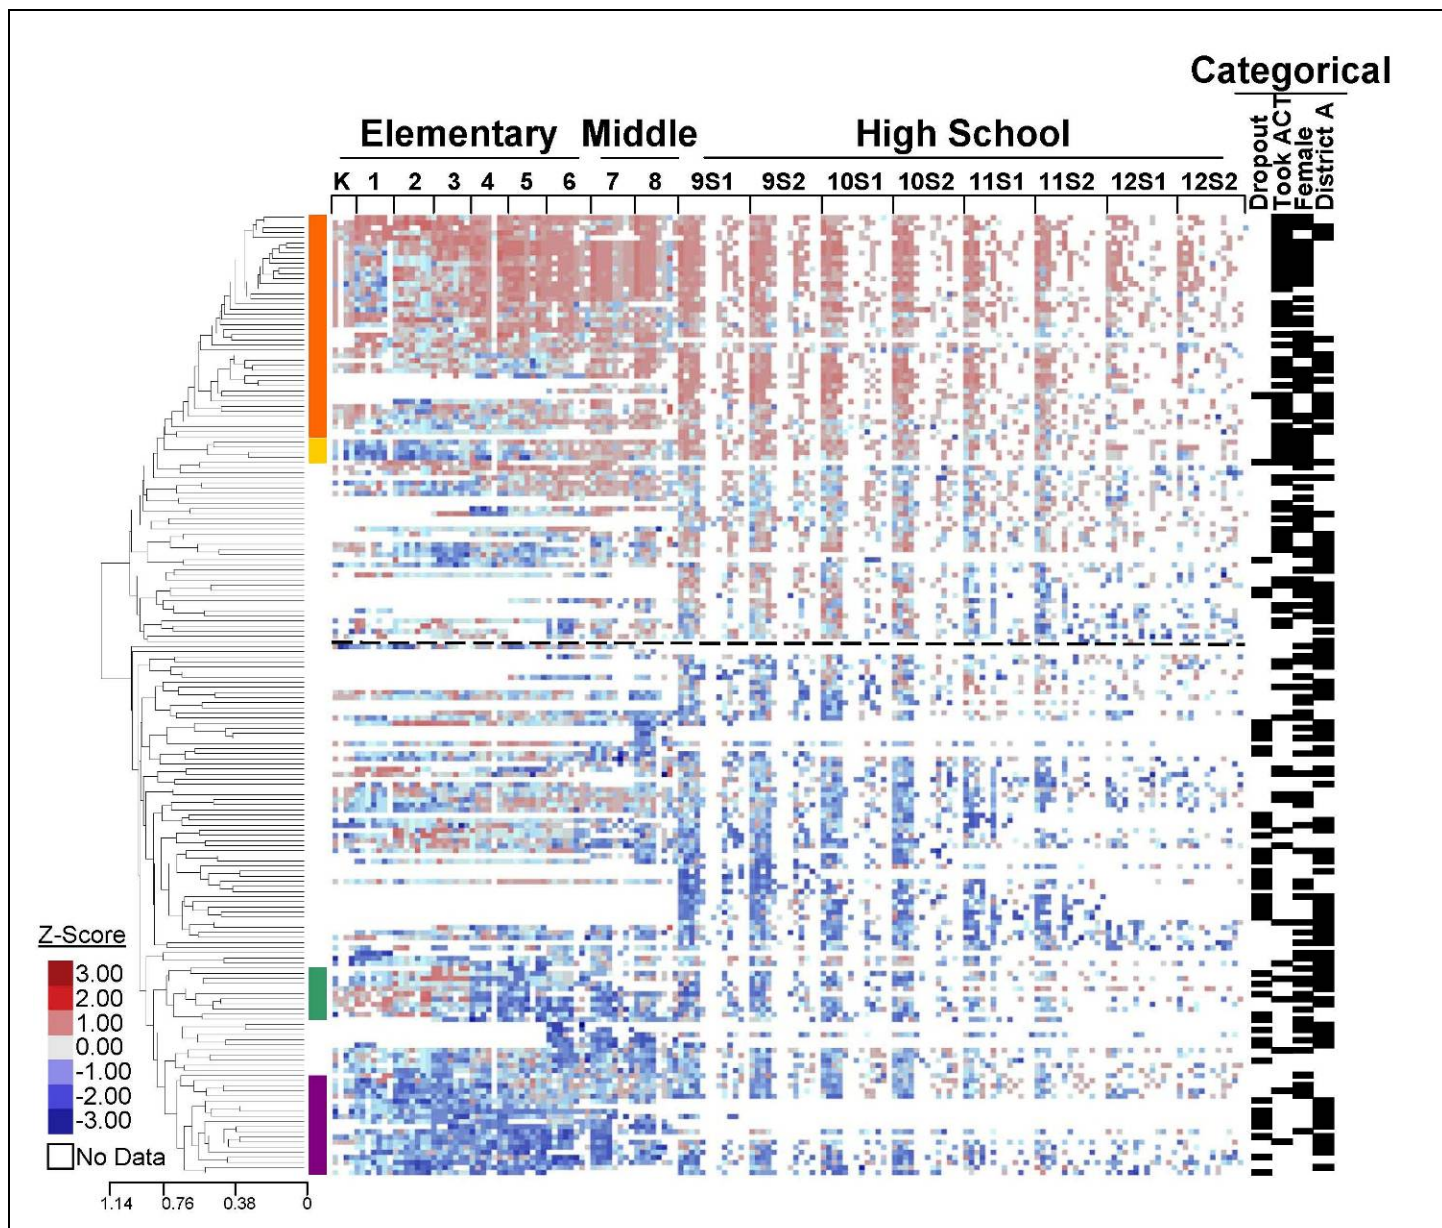 Categorical
Elementary Middle High School
Dropout
Took ACT
Female
District A
K 1 2 3 4 5 6 7 8 9S1 9S2 10S1 10S2 11S1 11S2 12S1 12S2
Z-Score
3.00
2.00
1.00
0.00
-1.00
-2.00
-3.00
No Data
1.14 0.76 0.38 0